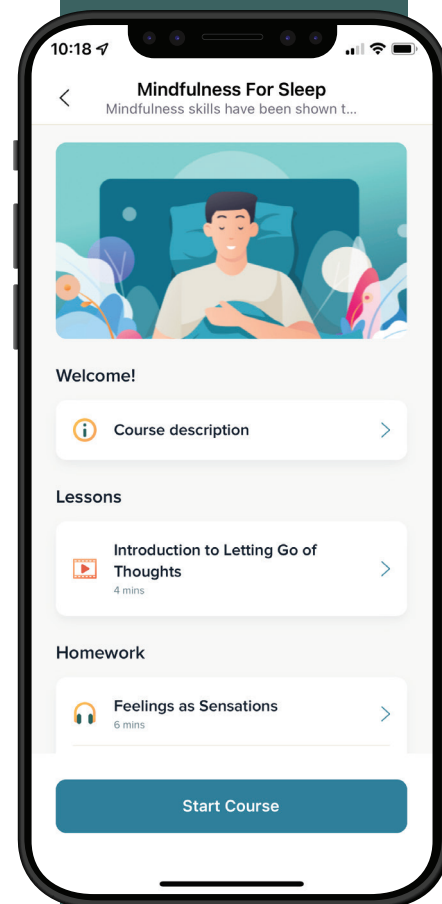 10:18
Mindfulness For Sleep
Mindfulness skills have been shown t...
Welcome!
Course description
Lessons
Introduction to Letting Go of
Thoughts
4 mins
Homework
Feelings as Sensations
6 mins
Start Course